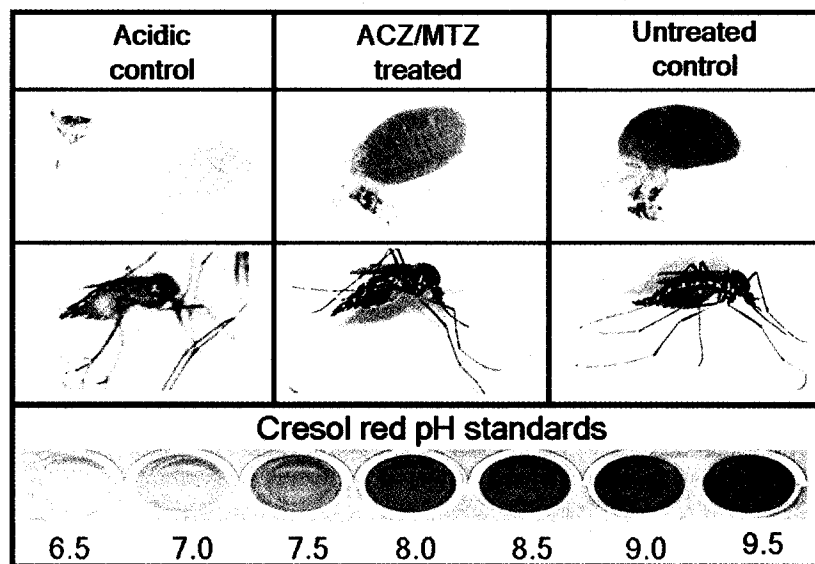 Acidic
control
ACZ/MTZ
treated
Untreated
control
Cresol red pH standards
6.5 7.0 7.5 8.0 8.5 9.0 9.5